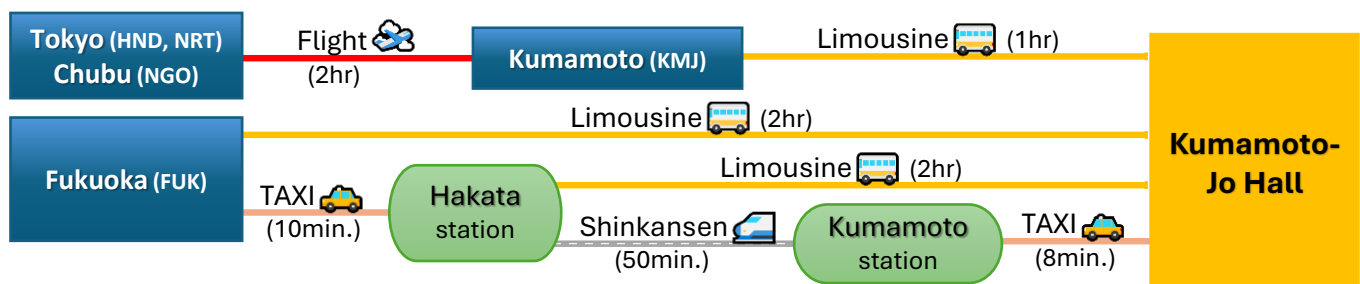 Tokyo (HND, NRT)
Chubu (NGO)
Flight
(2hr)
Kumamoto (KMJ)
Limousine (1hr)
Kumamoto-
Jo Hall
Fukuoka (FUK)
Limousine (2hr)
TAXI
(10min.)
Hakata
station
Limousine (2hr)
Shinkansen
(50min.)
Kumamoto
station
TAXI
(8min.)